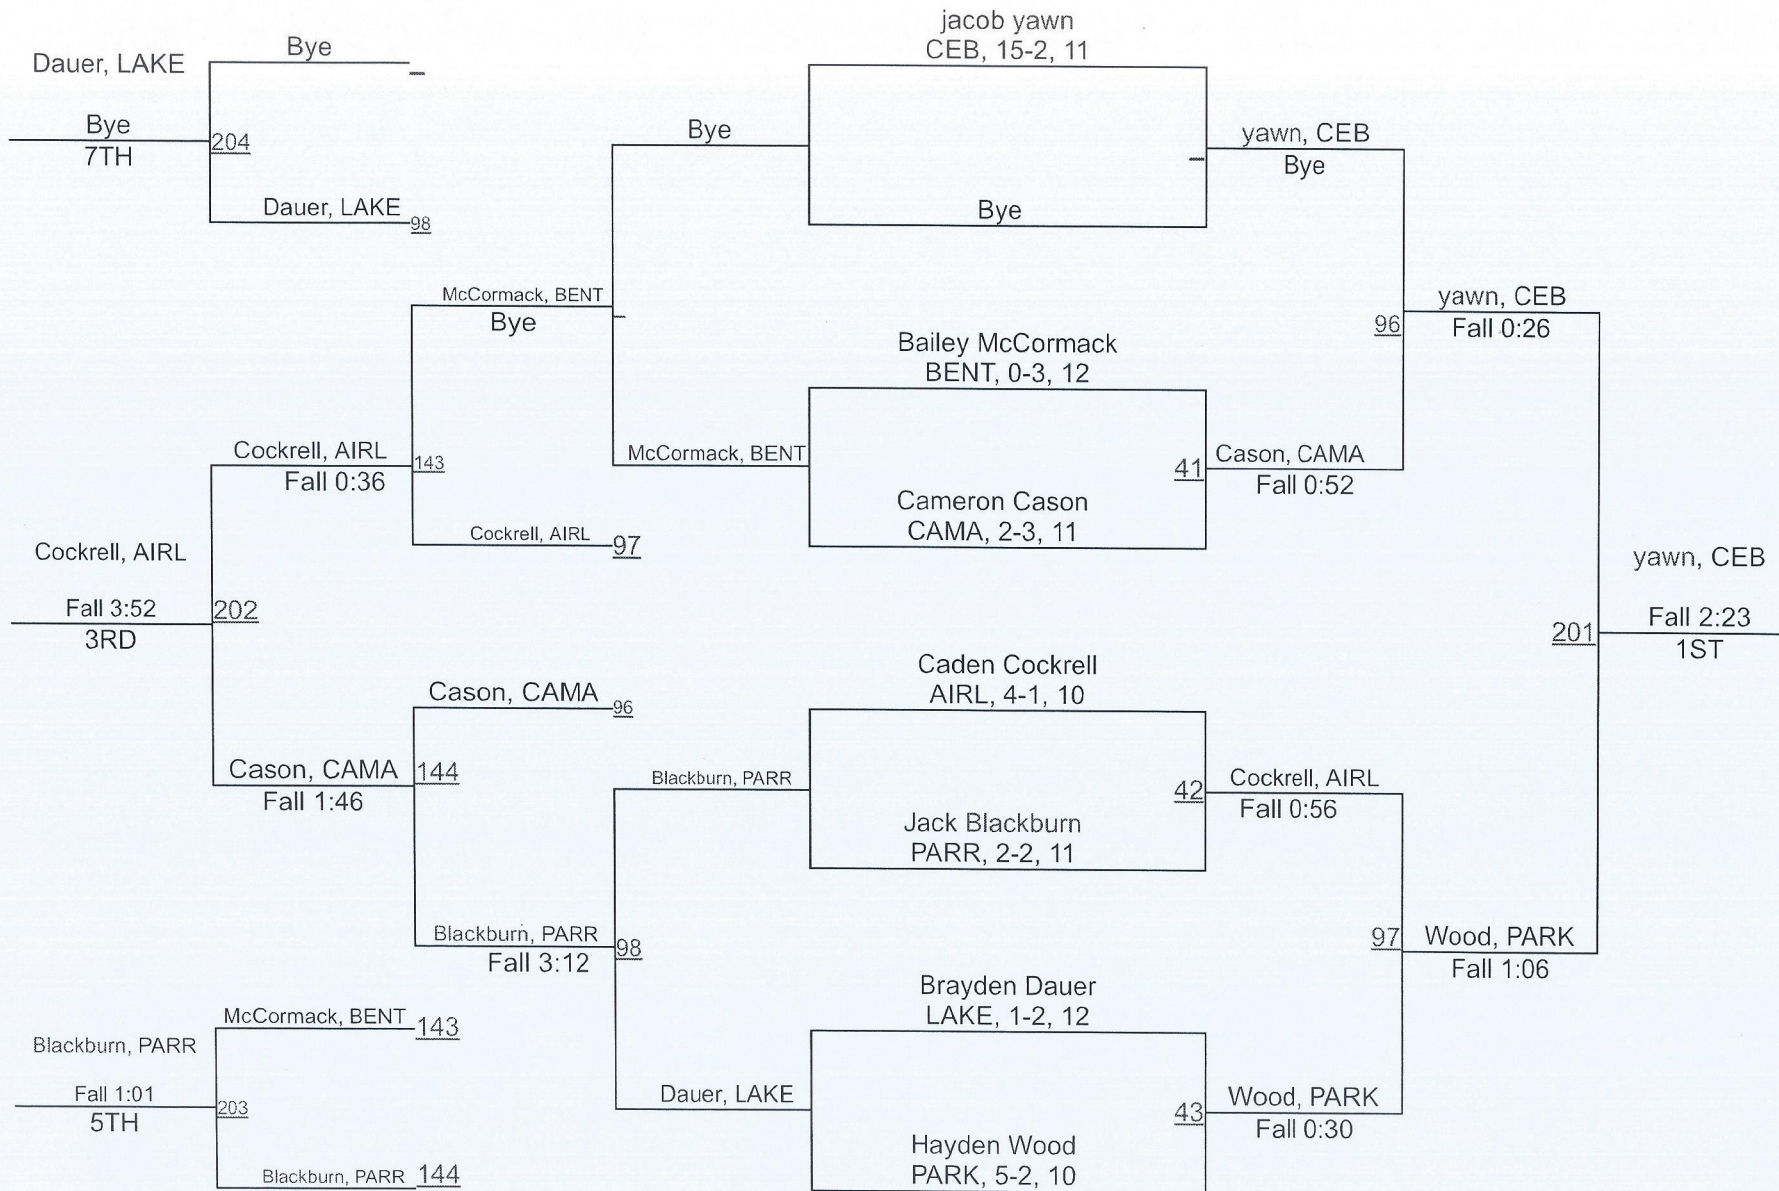 jacob yawn
CEB, 15-2, 11
Bye
Dauer, LAKE
Bye
7TH
204
Dauer, LAKE
98
Bye
yawn, CEB
Bye
Bye
McCormack, BENT
Bye
yawn, CEB
Fall 0:26
96
Bailey McCormack
BENT, 0-3, 12
Cockrell, AIRL
Fall 0:36
143
McCormack, BENT
41
Cason, CAMA
Fall 0:52
Cameron Cason
CAMA, 2-3, 11
Cockrell, AIRL
97
Cockrell, AIRL
Fall 3:52
3RD
202
yawn, CEB
Fall 2:23
1ST
201
Caden Cockrell
AIRL, 4-1, 10
Cason, CAMA
96
Cason, CAMA
Fall 1:46
144
Blackburn, PARR
42
Cockrell, AIRL
Fall 0:56
Jack Blackburn
PARR, 2-2, 11
Blackburn, PARR
Fall 3:12
98
97
Wood, PARK
Fall 1:06
Brayden Dauer
LAKE, 1-2, 12
McCormack, BENT
143
Blackburn, PARR
Fall 1:01
5TH
203
Dauer, LAKE
43
Wood, PARK
Fall 0:30
Hayden Wood
PARK, 5-2, 10
Blackburn, PARR
144